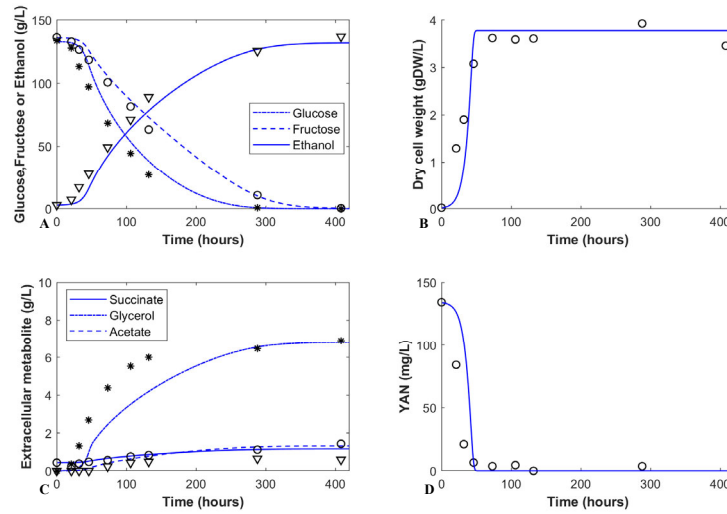 Glucose,Fructose or Ethanol (g/L)
150
100
50
0
0 100 200 300 400
Time (hours)
Glucose
Fructose
Ethanol
A
Dry cell weight (gDW/L)
4
3
2
1
0
0 100 200 300 400
Time (hours)
B
Extracellular metabolite (g/L)
10
8
6
4
2
0
0 100 200 300 400
Time (hours)
Succinate
Glycerol
Acetate
C
YAN (mg/L)
150
100
50
0
0 100 200 300 400
Time (hours)
D